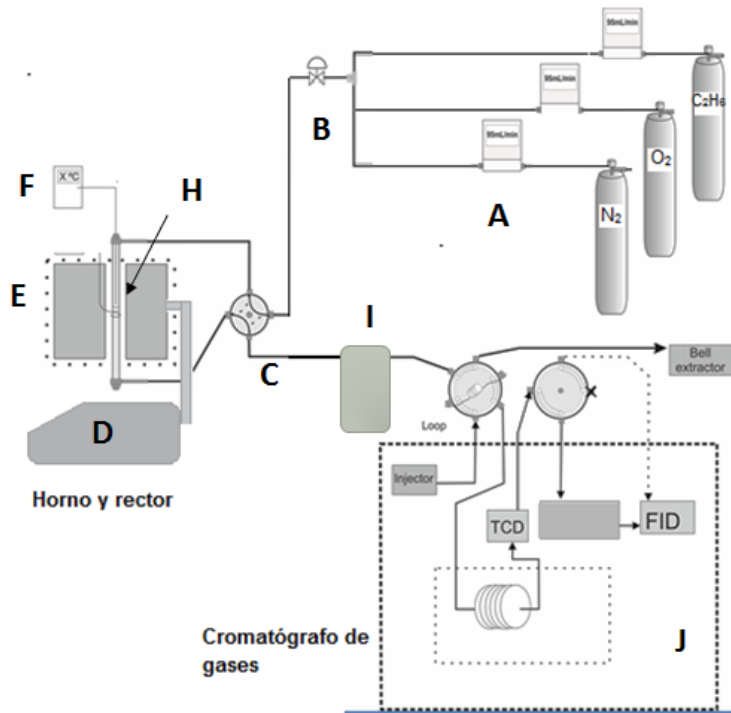 95mL/min
95mL/min
C₂H₆
B
O₂
95mL/min
F
X ºC
H
A
N₂
E
I
C
Bell
extractor
D
Loop
Injector
Horno y rector
TCD
FID
Cromatógrafo de
gases
J